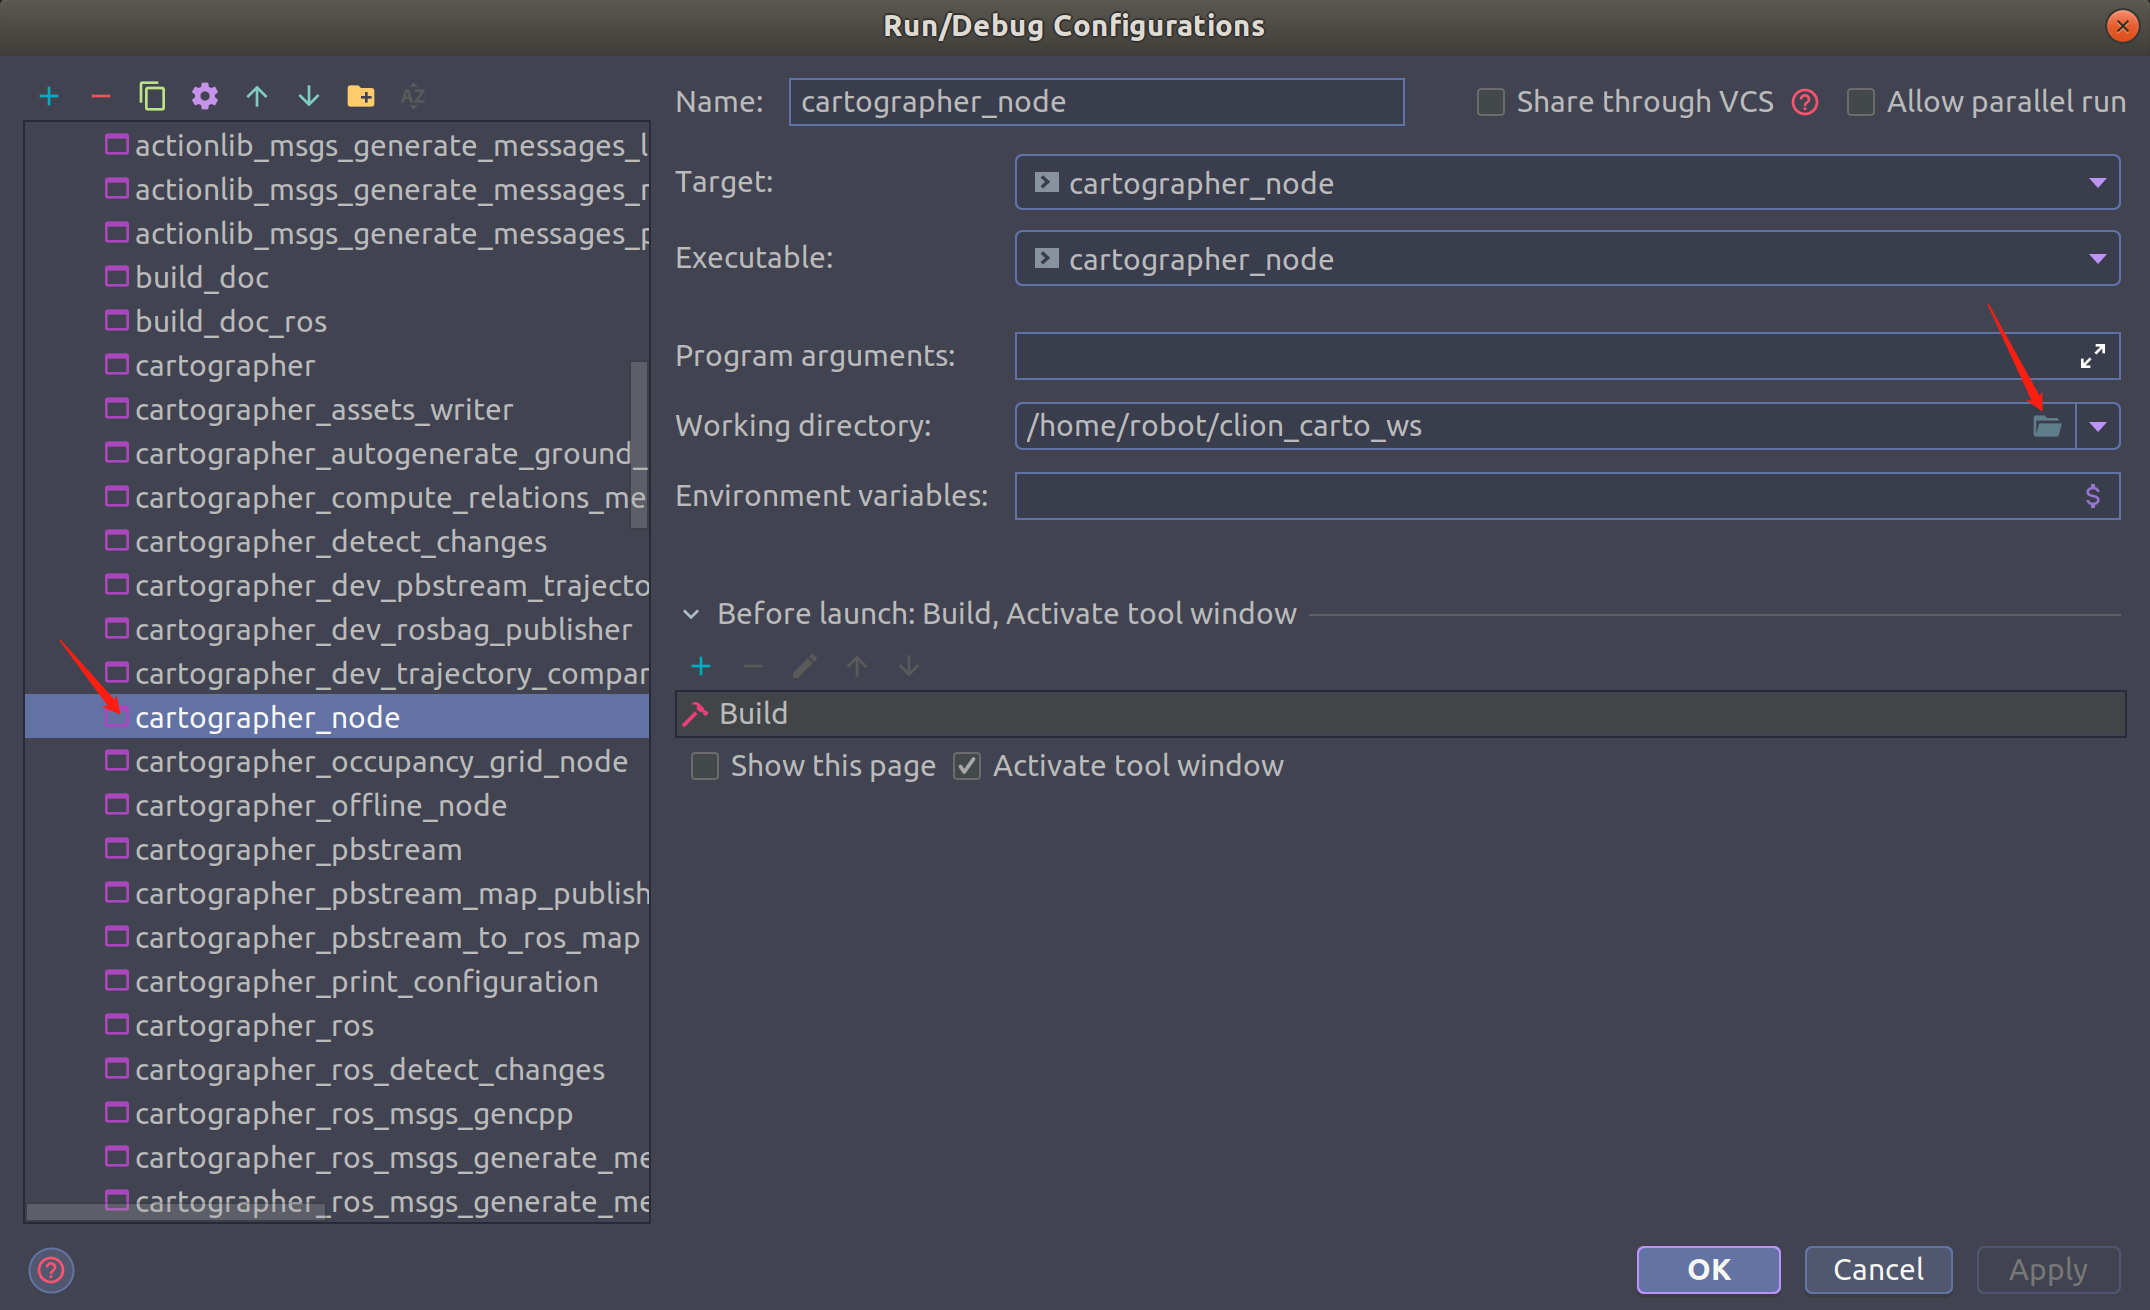 Run/Debug Configurations
AZ
actionlib_msgs_generate_messages_l
actionlib_msgs_generate_messages_
actionlib_msgs_generate_messages_p
build_doc
build_doc_ros
cartographer
cartographer_assets_writer
cartographer_autogenerate_ground_
cartographer_compute_relations_me
cartographer_detect_changes
cartographer_dev_pbstream_trajecto
cartographer_dev_rosbag_publisher
cartographer_dev_trajectory_compar
cartographer_node
cartographer_occupancy_grid_node
cartographer_offline_node
cartographer_pbstream
cartographer_pbstream_map_publish
cartographer_pbstream_to_ros_map
cartographer_print_configuration
cartographer_ros
cartographer_ros_detect_changes
cartographer_ros_msgs_gencpp
cartographer_ros_msgs_generate_me
cartographer_ros_msgs_generate_me
Name: cartographer_node Share through VCS ? Allow parallel run
Target: cartographer_node
Executable: cartographer_node
Program arguments:
Working directory: /home/robot/clion_carto_ws
Environment variables: $
Before launch: Build, Activate tool window
Build
Show this page Activate tool window
? OK Cancel Apply